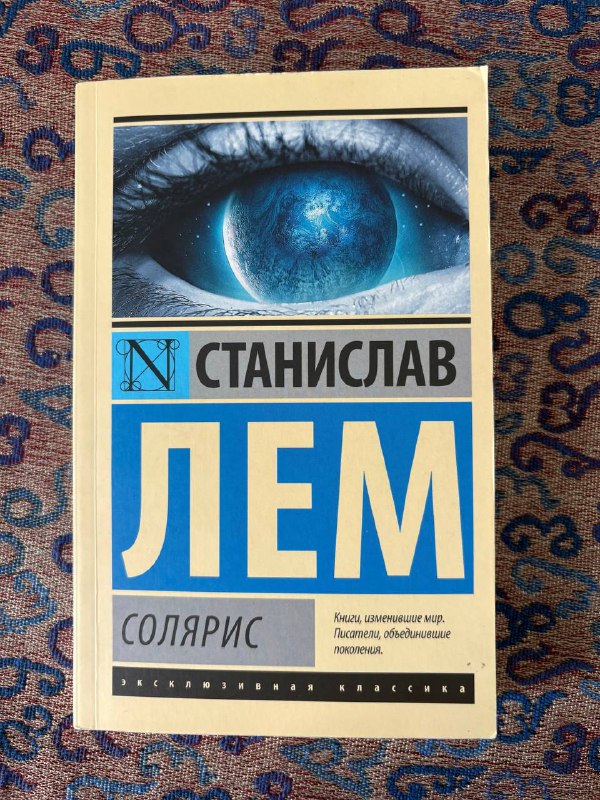 N
СТАНИСЛАВ
ЛЕМ
СОЛЯРИС
Книги, изменившие мир.
Писатели, объединившие
поколения.
эксклюзивная классика